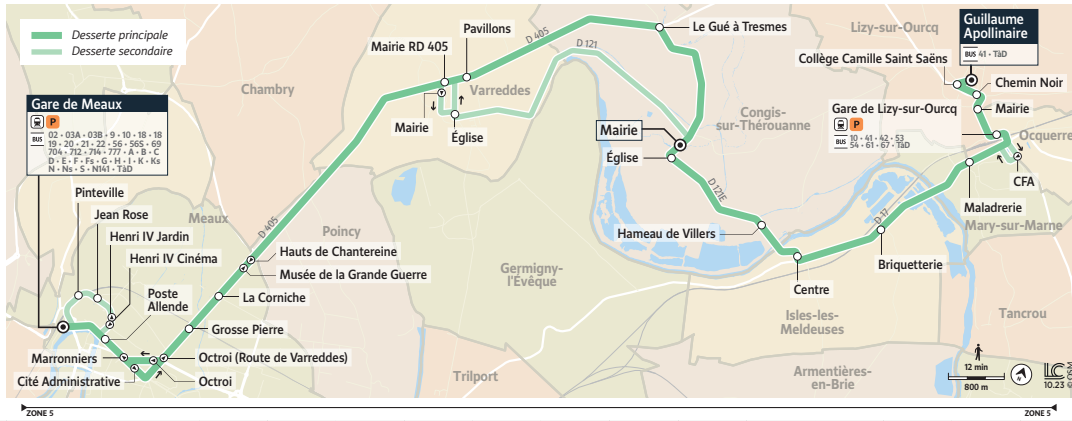 Desserte principale
Desserte secondaire
Gare de Meaux
P
BUS
02 • 03A • 03B • 9 • 10 • 18 • 18
19 • 20 • 21 • 22 • 56 • 56S • 69
704 • 712 • 714 • 777 • A • B • C
D • E • F • Fs • G • H • I • K • Ks
N • Ns • S • N141 • TàD
Pinteville
Jean Rose
Henri IV Jardin
Henri IV Cinéma
Poste
Allende
Marronniers
Cité Administrative
Octroi
Octroi (Route de Varreddes)
Grosse Pierre
La Corniche
Musée de la Grande Guerre
Hauts de Chantereine
Meaux
Poincy
Chambry
D 405
Mairie RD 405
Pavillons
Varreddes
Mairie
Église
D 405
D 121
Le Gué à Tresmes
Congis-
sur-Thérouanne
Mairie
Église
D 121E
Hameau de Villers
Centre
Germigny-
l'Évêque
Trilport
Isles-les-
Meldeuses
Armentières-
en-Brie
Tancrou
D 17
Briquetterie
Maladrerie
Mary-sur-Marne
CFA
Ocquerre
Gare de Lizy-sur-Ourcq
P
BUS
10 • 41 • 42 • 53
54 • 61 • 67 • TàD
Mairie
Chemin Noir
Collège Camille Saint Saëns
Lizy-sur-Ourcq
Guillaume
Apollinaire
BUS 41 • TàD
12 min
800 m
N
LC
10.23
© OSM
ZONE 5
ZONE 5